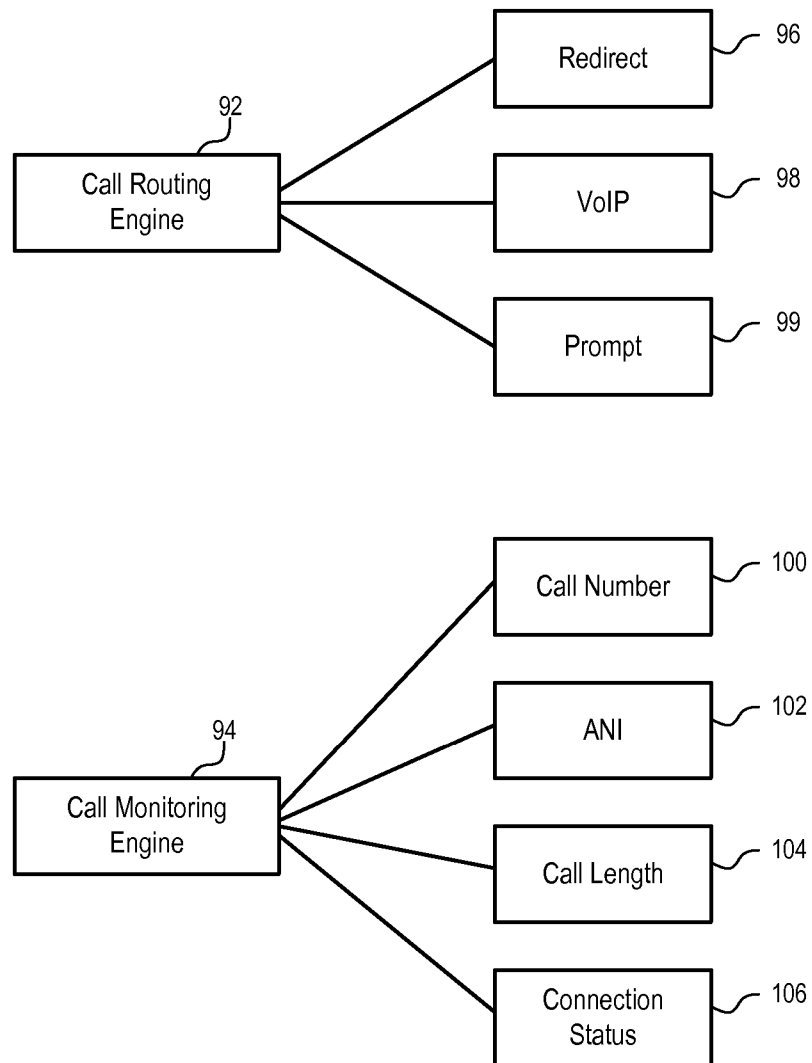 96
Redirect
92
Call Routing
Engine
98
VoIP
99
Prompt
100
Call Number
102
ANI
94
Call Monitoring
Engine
104
Call Length
106
Connection
Status